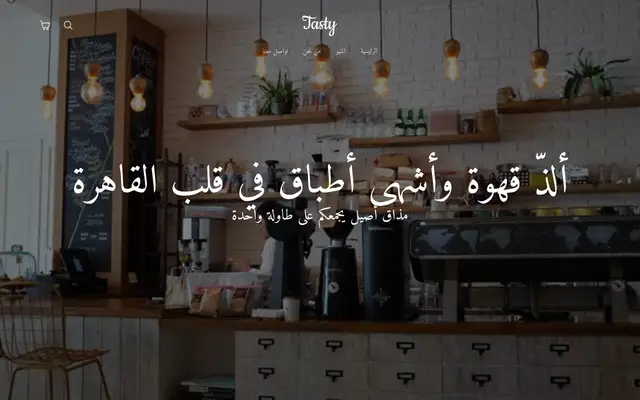 Tasty
الرئيسية المنيو من نحن تواصل معنا
ألذّ قهوة وأشهى أطباق في قلب القاهرة
مذاق أصيل يجمعكم على طاولة واحدة